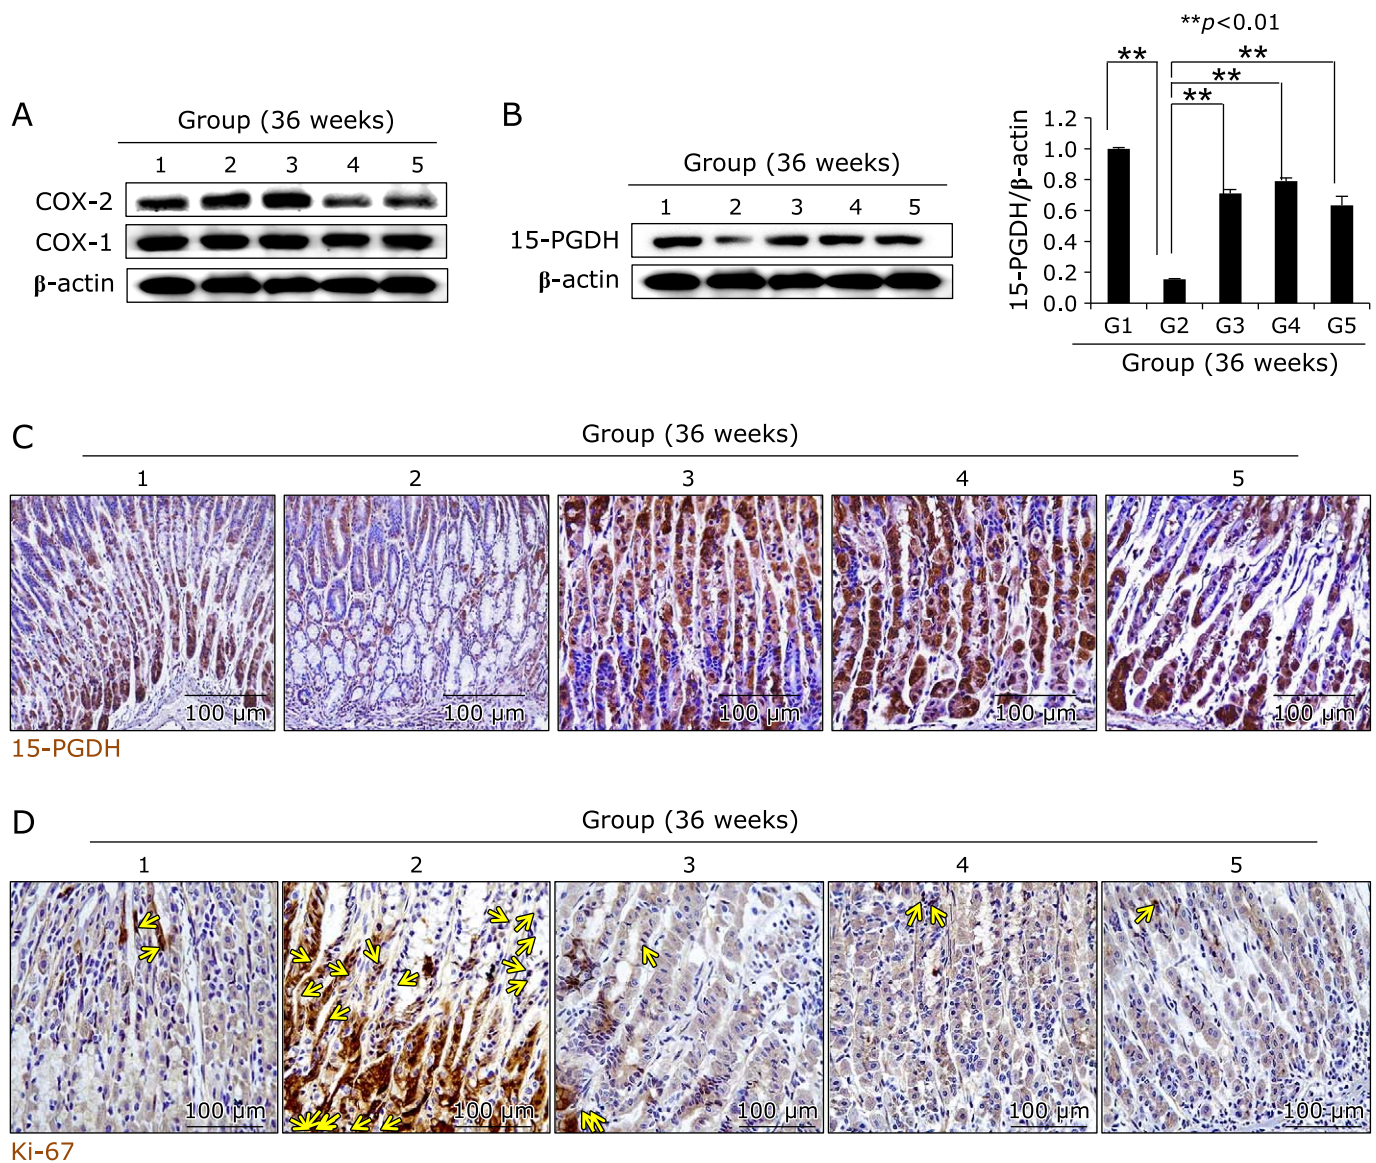 A
Group (36 weeks)
1 2 3 4 5
COX-2
COX-1
β-actin
B
Group (36 weeks)
1 2 3 4 5
15-PGDH
β-actin
**p<0.01
** **
**
**
15-PGDH/β-actin
1.2
1.0
0.8
0.6
0.4
0.2
0.0
G1 G2 G3 G4 G5
Group (36 weeks)
C
Group (36 weeks)
1 2 3 4 5
100 µm 100 µm 100 µm 100 µm 100 µm
15-PGDH
D
Group (36 weeks)
1 2 3 4 5
100 µm 100 µm 100 µm 100 µm 100 µm
Ki-67